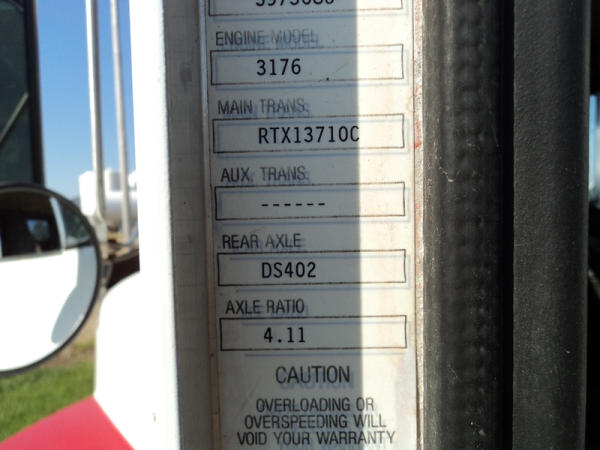 ENGINE MODEL
3176
MAIN TRANS.
RTX13710C
AUX. TRANS.
------
REAR AXLE
DS402
AXLE RATIO
4.11
CAUTION
OVERLOADING OR
OVERSPEEDING WILL
VOID YOUR WARRANTY